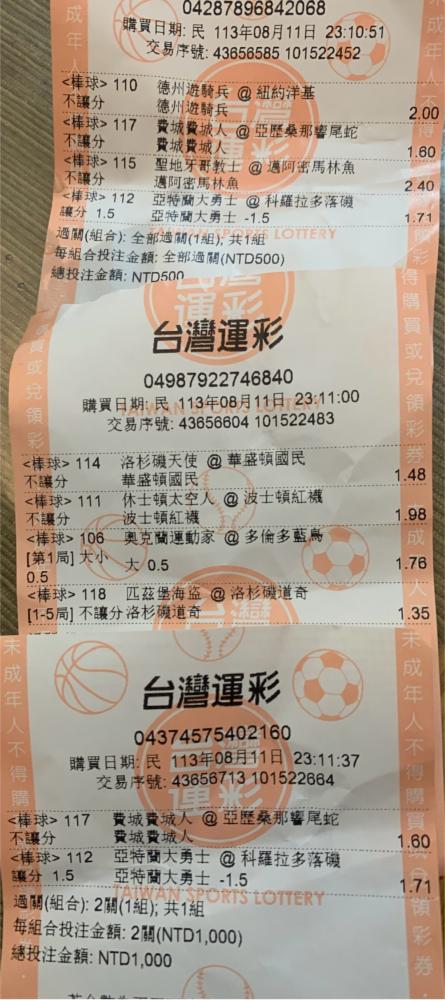 04287896842068
購買日期: 民 113年08月11日 23:10:51
交易序號: 43656585 101522452
<棒球> 110 德州遊騎兵 @ 紐約洋基
不讓分 德州遊騎兵 2.00
<棒球> 117 費城費城人 @ 亞歷桑那響尾蛇
不讓分 費城費城人 1.60
<棒球> 115 聖地牙哥教士 @ 邁阿密馬林魚
不讓分 邁阿密馬林魚 2.40
<棒球> 112 亞特蘭大勇士 @ 科羅拉多落磯
讓分 1.5 亞特蘭大勇士 -1.5 1.71
過關(組合): 全部過關(1組); 共1組
每組合投注金額: 全部過關(NTD500)
總投注金額: NTD500
台灣運彩
04987922746840
購買日期: 民 113年08月11日 23:11:00
交易序號: 43656604 101522483
<棒球> 114 洛杉磯天使 @ 華盛頓國民
不讓分 華盛頓國民 1.48
<棒球> 111 休士頓太空人 @ 波士頓紅襪
不讓分 波士頓紅襪 1.98
<棒球> 106 奧克蘭運動家 @ 多倫多藍鳥
[第1局] 大小 大 0.5 1.76
0.5
<棒球> 118 匹茲堡海盜 @ 洛杉磯道奇
[1-5局] 不讓分 洛杉磯道奇 1.35
台灣運彩
04374575402160
購買日期: 民 113年08月11日 23:11:37
交易序號: 43656713 101522664
<棒球> 117 費城費城人 @ 亞歷桑那響尾蛇
不讓分 費城費城人 1.60
<棒球> 112 亞特蘭大勇士 @ 科羅拉多落磯
讓分 1.5 亞特蘭大勇士 -1.5 1.71
TAIWAN SPORTS LOTTERY
過關(組合): 2關(1組); 共1組
每組合投注金額: 2關(NTD1,000)
總投注金額: NTD1,000